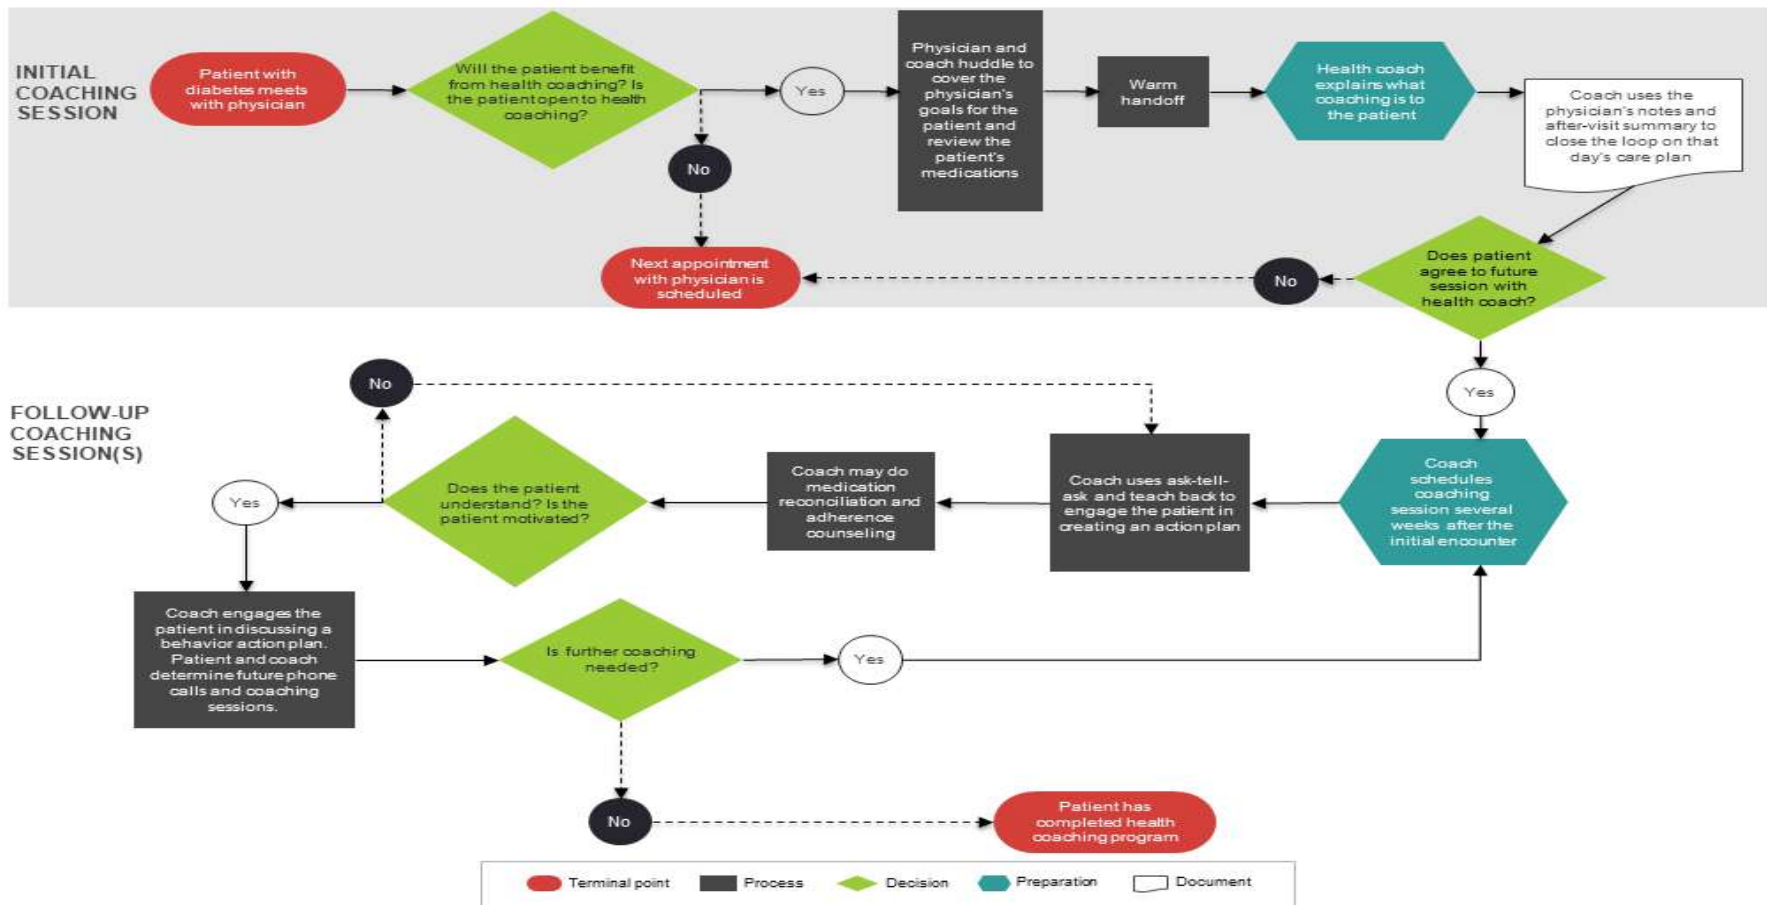 INITIAL
COACHING
SESSION
Patient with
diabetes meets
with physician
Will the patient benefit
from health coaching? Is
the patient open to health
coaching?
Yes
No
Physician and
coach huddle to
cover the
physician's
goals for the
patient and
review the
patient's
medications
Warm
handoff
Health coach
explains what
coaching is to
the patient
Coach uses the
physician's notes and
after-visit summary to
close the loop on that
day's care plan
Next appointment
with physician is
scheduled
No
Does patient
agree to future
session with
health coach?
Yes
FOLLOW-UP
COACHING
SESSION(S)
No
Yes
Does the patient
understand? Is the
patient motivated?
Coach may do
medication
reconciliation and
adherence
counseling
Coach uses ask-tell-
ask and teach back to
engage the patient in
creating an action plan
Coach
schedules
coaching
session several
weeks after the
initial encounter
Coach engages the
patient in discussing a
behavior action plan.
Patient and coach
determine future phone
calls and coaching
sessions.
Is further coaching
needed?
Yes
No
Patient has
completed health
coaching program
Terminal point
Process
Decision
Preparation
Document